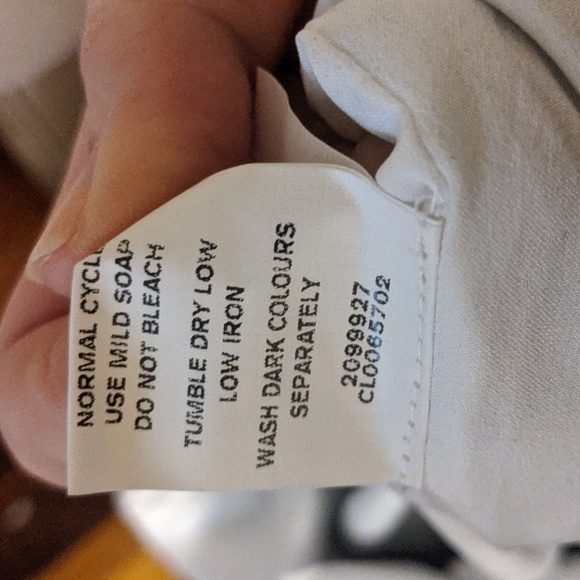 NORMAL CYCLE
USE MILD SOAP
DO NOT BLEACH
TUMBLE DRY LOW
LOW IRON
WASH DARK COLOURS
SEPARATELY
2099927
CL0065702